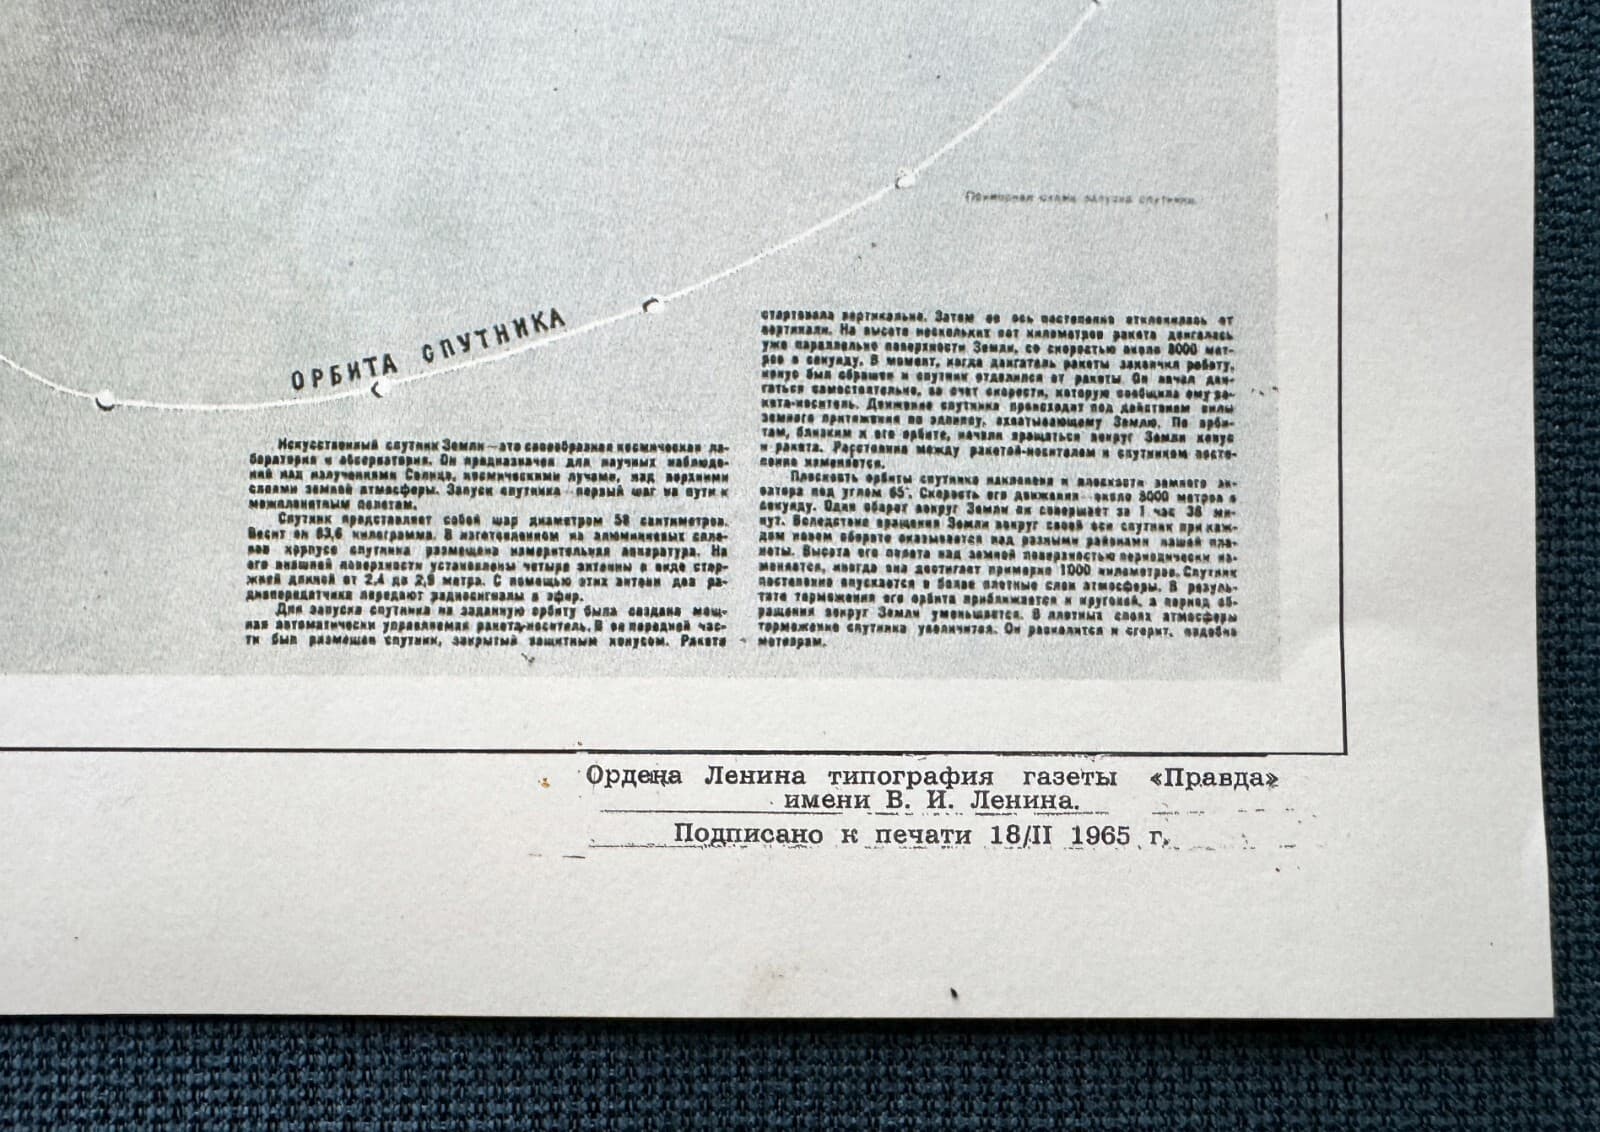 Примерная схема запуска спутника.
ОРБИТА СПУТНИКА
Искусственный спутник Земли—это своеобразная космическая ла-
боратория и обсерватория. Он предназначен для научных наблюде-
ний над излучениями Солнца, космическими лучами, над верхними
слоями земной атмосферы. Запуск спутника—первый шаг на пути к
межпланетным полетам.
Спутник представляет собой шар диаметром 58 сантиметров.
Весит он 83,6 килограмма. В изготовленном из алюминиевых спла-
вов корпусе спутника размещена измерительная аппаратура. На
его внешней поверхности установлены четыре антенны в виде стер-
жней длиной от 2,4 до 2,9 метра. С помощью этих антенн два ра-
диопередатчика передают радиосигналы в эфир.
Для запуска спутника на заданную орбиту была создана мощ-
ная автоматически управляемая ракета-носитель. В ее передней час-
ти был размещен спутник, закрытый защитным конусом. Ракета
стартовала вертикально. Затем ее ось постепенно отклонилась от
вертикали. На высоте нескольких сот километров ракета двигалась
уже параллельно поверхности Земли, со скоростью около 8000 мет-
ров в секунду. В момент, когда двигатель ракеты закончил работу,
конус был сброшен и спутник отделился от ракеты. Он начал дви-
гаться самостоятельно, за счет скорости, которую сообщила ему ра-
кета-носитель. Движение спутника происходит под действием силы
земного притяжения по эллипсу, охватывающему Землю. По орби-
там, близким к его орбите, начали вращаться вокруг Земли конус
и ракета. Расстояние между ракетой-носителем и спутником посте-
пенно изменяется.
Плоскость орбиты спутника наклонена к плоскости земного эк-
ватора под углом 65°. Скорость его движения—около 8000 метров в
секунду. Один оборот вокруг Земли он совершает за 1 час 36 ми-
нут. Вследствие вращения Земли вокруг своей оси спутник при каж-
дом новом обороте оказывается над разными районами нашей пла-
неты. Высота его полета над земной поверхностью периодически из-
меняется, иногда она достигает примерно 1000 километров. Спутник
постепенно опускается в более плотные слои атмосферы. В резуль-
тате торможения его орбита приближается к круговой, а период об-
ращения вокруг Земли уменьшается. В плотных слоях атмосферы
торможение спутника увеличится. Он раскалится и сгорит, подобно
метеорам.
Ордена Ленина типография газеты «Правда»
имени В. И. Ленина.
Подписано к печати 18/II 1965 г.